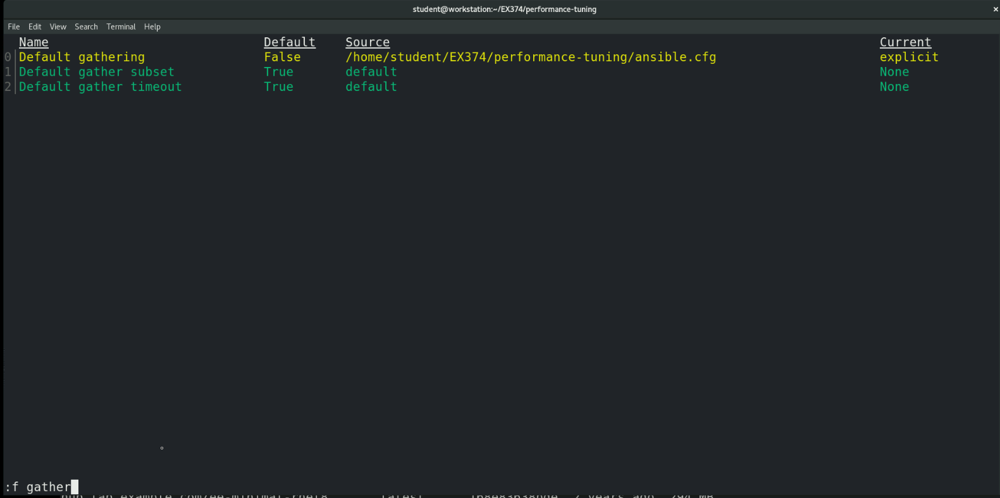 student@workstation:~/EX374/performance-tuning ×
File Edit View Search Terminal Help
Name Default Source Current
0 Default gathering False /home/student/EX374/performance-tuning/ansible.cfg explicit
1 Default gather subset True default None
2 Default gather timeout True default None
:f gather